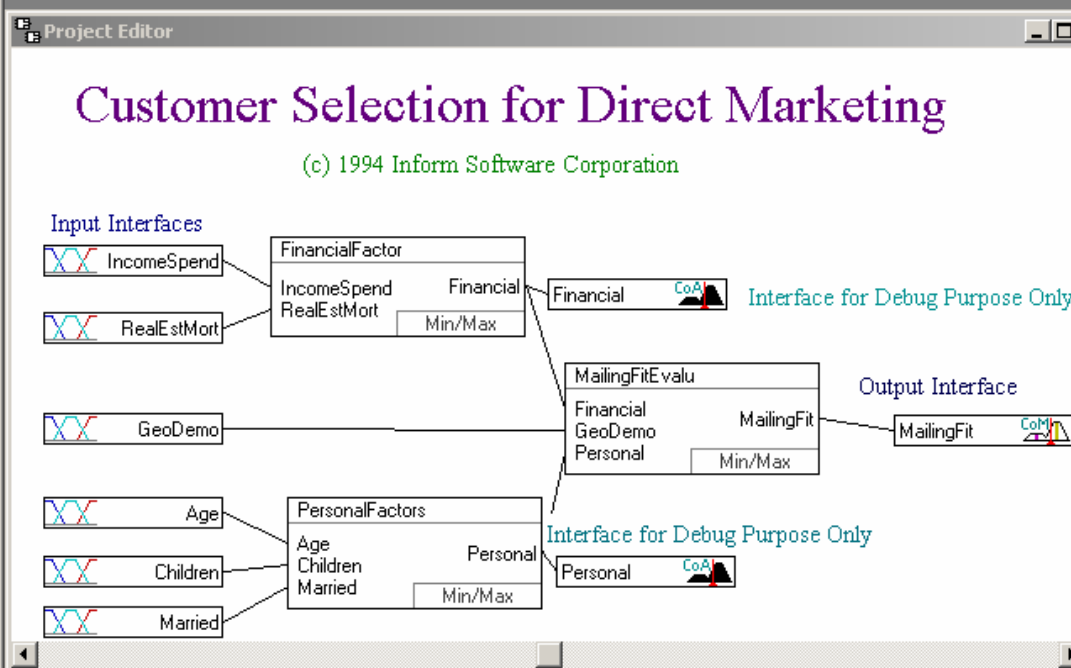 Project Editor
Customer Selection for Direct Marketing
(c) 1994 Inform Software Corporation
Input Interfaces
IncomeSpend
RealEstMort
GeoDemo
Age
Children
Married
FinancialFactor
IncomeSpend
RealEstMort
Financial
Min/Max
Financial
CoA
Interface for Debug Purpose Only
MailingFitEvalu
Financial
GeoDemo
Personal
MailingFit
Min/Max
Output Interface
MailingFit
CoM
PersonalFactors
Age
Children
Married
Personal
Min/Max
Interface for Debug Purpose Only
Personal
CoA